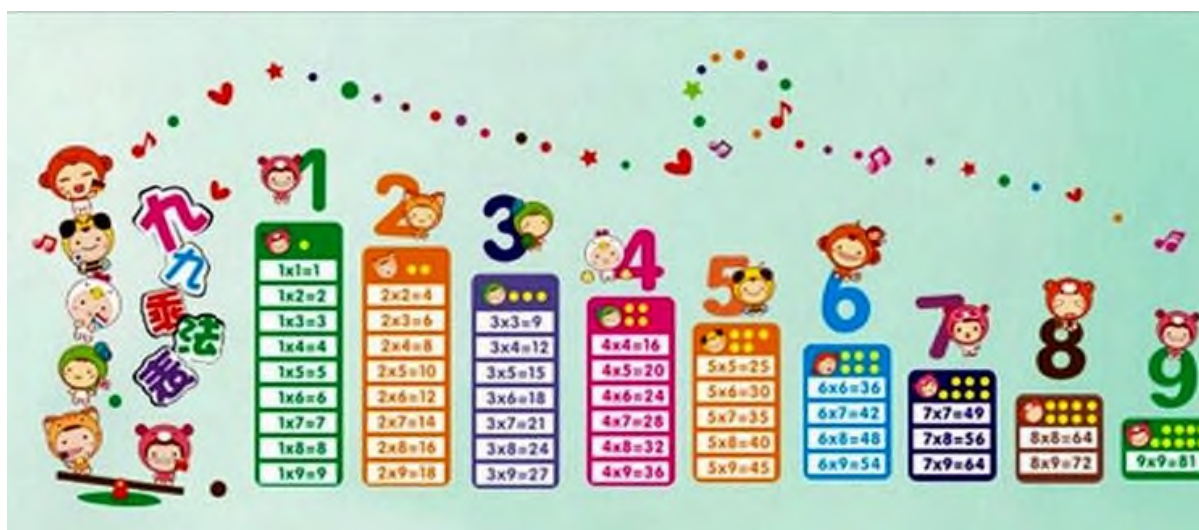 九九乘法表
1
1x1=1
1x2=2
1x3=3
1x4=4
1x5=5
1x6=6
1x7=7
1x8=8
1x9=9
2
2x2=4
2x3=6
2x4=8
2x5=10
2x6=12
2x7=14
2x8=16
2x9=18
3
3x3=9
3x4=12
3x5=15
3x6=18
3x7=21
3x8=24
3x9=27
4
4x4=16
4x5=20
4x6=24
4x7=28
4x8=32
4x9=36
5
5x5=25
5x6=30
5x7=35
5x8=40
5x9=45
6
6x6=36
6x7=42
6x8=48
6x9=54
7
7x7=49
7x8=56
7x9=64
8
8x8=64
8x9=72
9
9x9=81